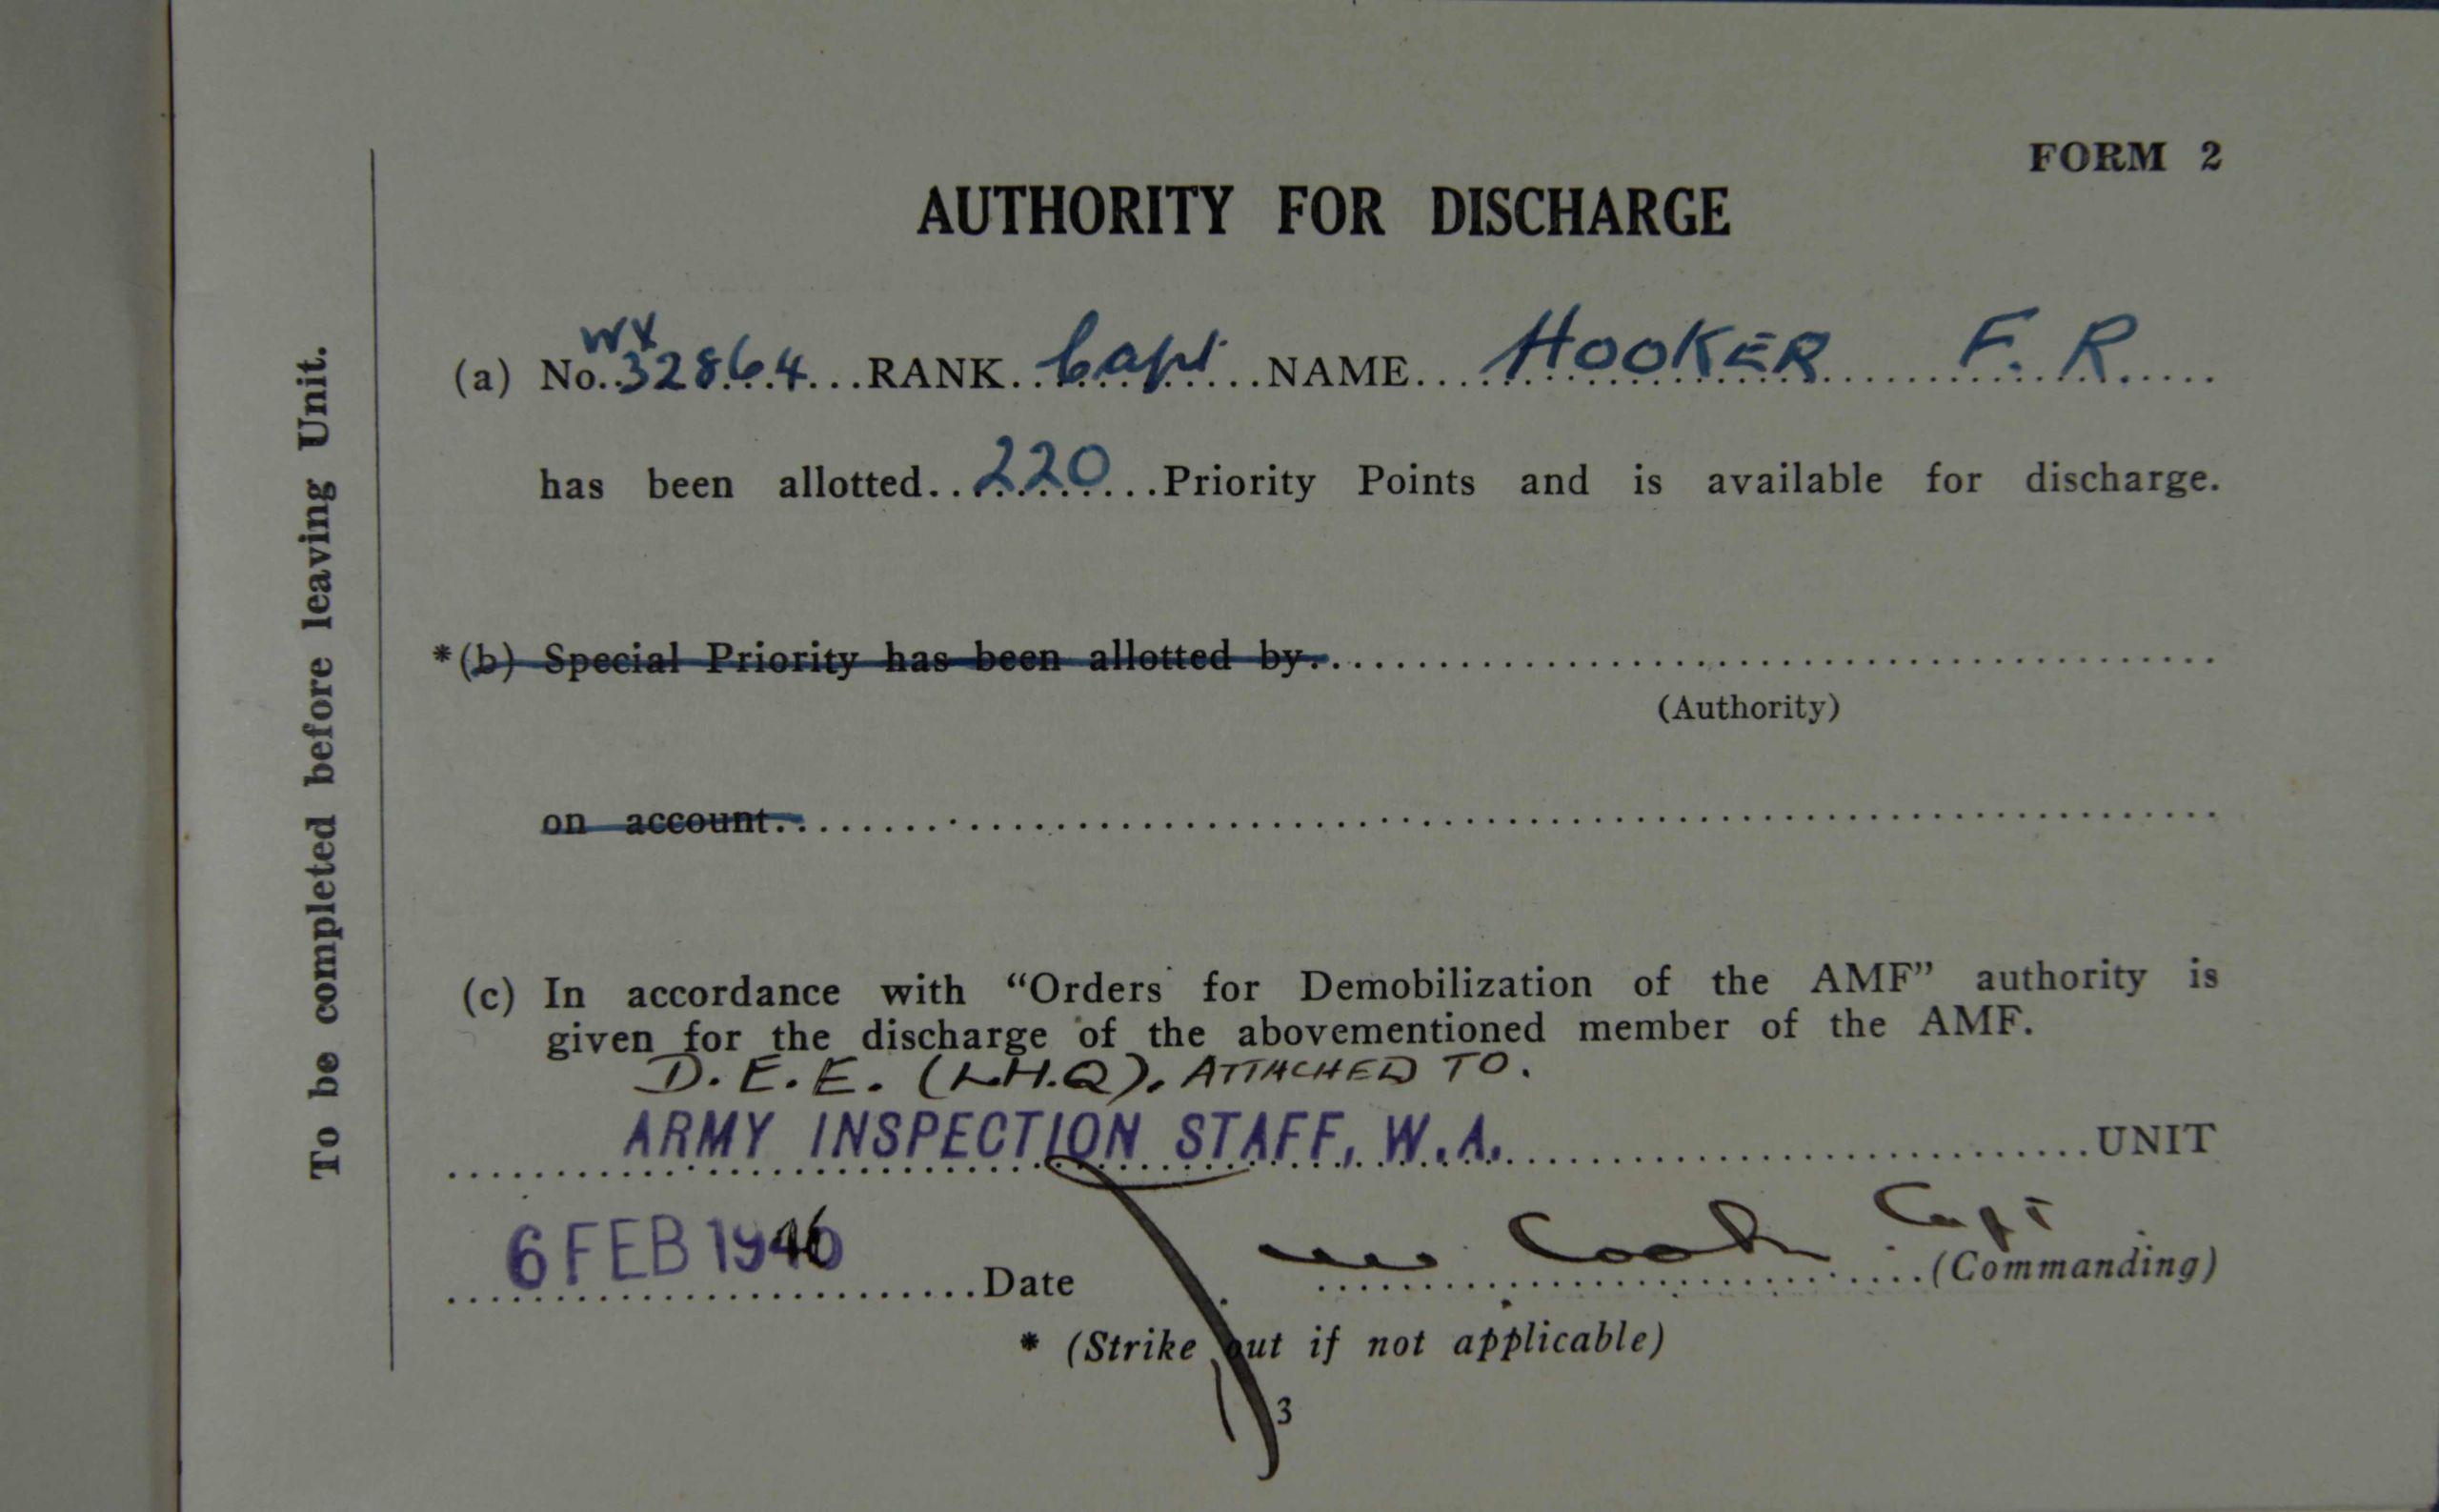 FORM 2
AUTHORITY FOR DISCHARGE
To be completed before leaving Unit.
WX
(a) No. 32864 RANK Capt NAME HOOKER F. R.
has been allotted 220 Priority Points and is available for discharge.
*(b) Special Priority has been allotted by
(Authority)
on account
(c) In accordance with “Orders for Demobilization of the AMF” authority is
given for the discharge of the abovementioned member of the AMF.
D. E. E. (L.H.Q). ATTACHED TO.
ARMY INSPECTION STAFF, W.A. UNIT
6 FEB 1946 Date Cook Capt (Commanding)
* (Strike out if not applicable)
3